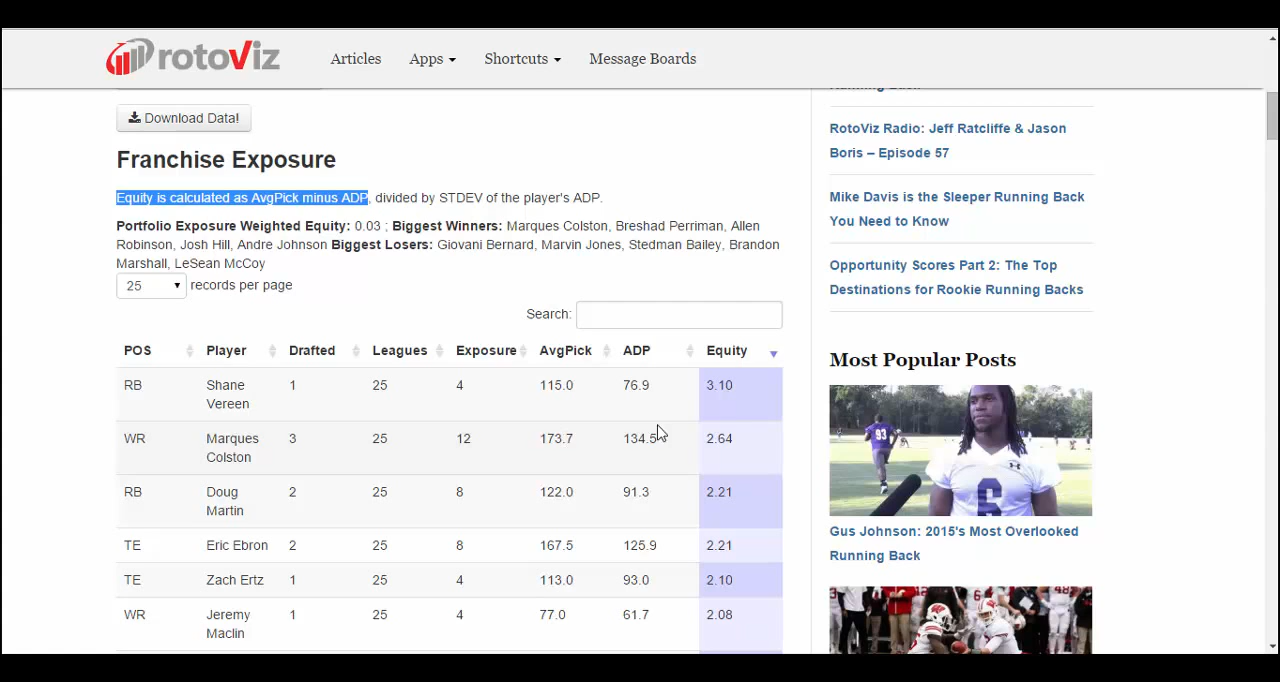 rotoViz
Articles
Apps
Shortcuts
Message Boards
Download Data!
Franchise Exposure
Equity is calculated as AvgPick minus ADP, divided by STDEV of the player's ADP.
Portfolio Exposure Weighted Equity: 0.03 ; Biggest Winners: Marques Colston, Breshad Perriman, Allen
Robinson, Josh Hill, Andre Johnson Biggest Losers: Giovani Bernard, Marvin Jones, Stedman Bailey, Brandon
Marshall, LeSean McCoy
25 records per page
Search:
POS Player Drafted Leagues Exposure AvgPick ADP Equity
RB Shane 1 25 4 115.0 76.9 3.10
Vereen
WR Marques 3 25 12 173.7 134.5 2.64
Colston
RB Doug 2 25 8 122.0 91.3 2.21
Martin
TE Eric Ebron 2 25 8 167.5 125.9 2.21
TE Zach Ertz 1 25 4 113.0 93.0 2.10
WR Jeremy 1 25 4 77.0 61.7 2.08
Maclin
Running Back
RotoViz Radio: Jeff Ratcliffe & Jason
Boris – Episode 57
Mike Davis is the Sleeper Running Back
You Need to Know
Opportunity Scores Part 2: The Top
Destinations for Rookie Running Backs
Most Popular Posts
93
6
Gus Johnson: 2015's Most Overlooked
Running Back